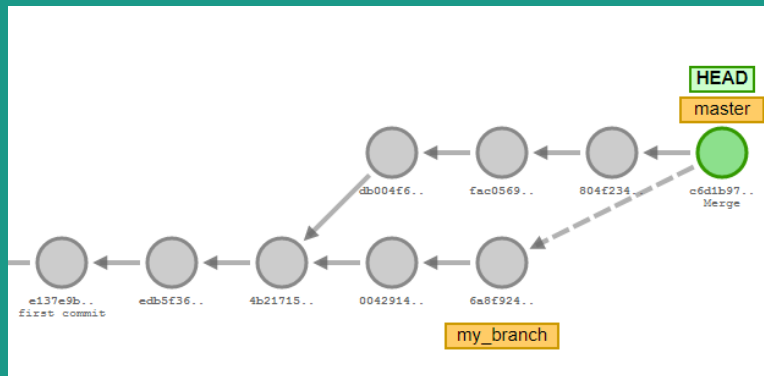 HEAD
master
db004f6..
fac0569..
804f234..
c6d1b97..
Merge
e137e9b..
first commit
edb5f36..
4b21715..
0042914..
6a8f924..
my_branch